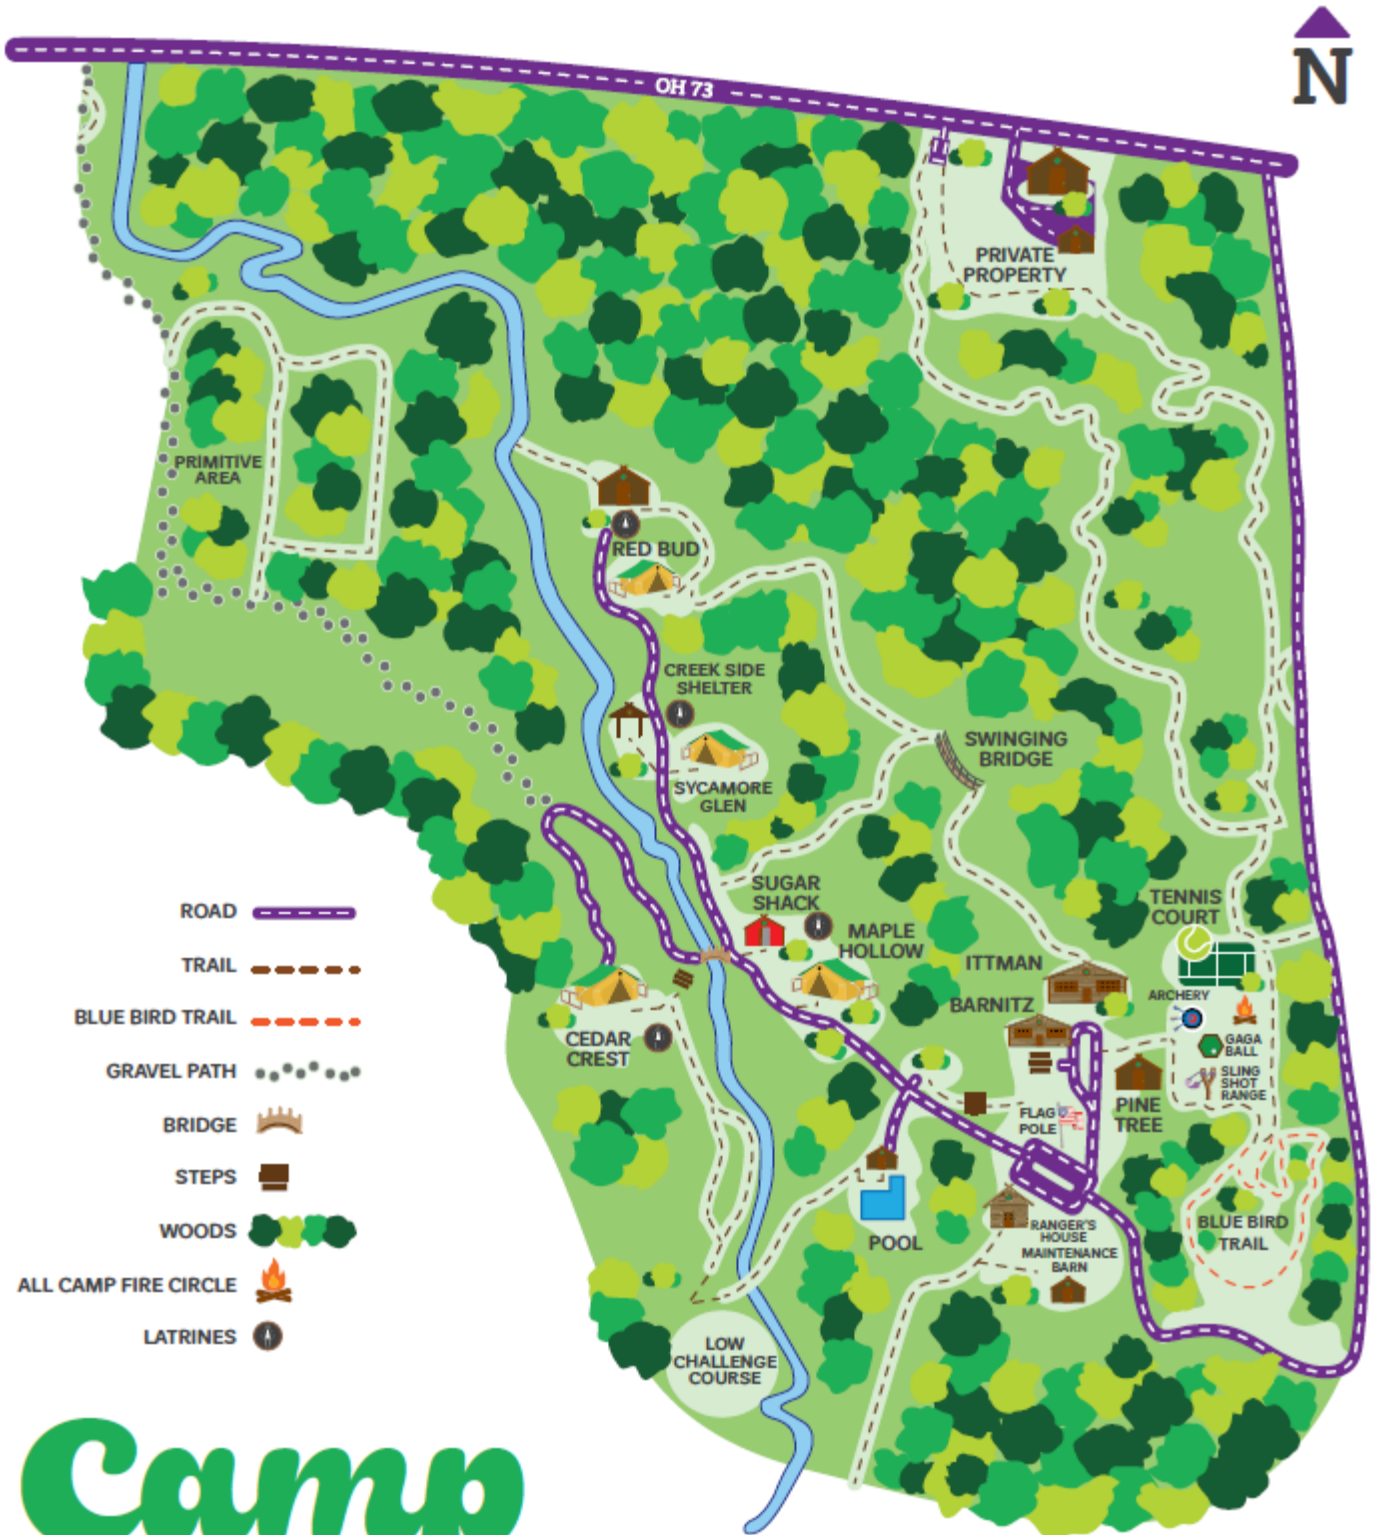 N
OH 73
PRIVATE
PROPERTY
PRIMITIVE
AREA
RED BUD
CREEK SIDE
SHELTER
SYCAMORE
GLEN
SWINGING
BRIDGE
SUGAR
SHACK
MAPLE
HOLLOW
TENNIS
COURT
ITTMAN
BARNITZ
ARCHERY
GAGA
BALL
SLING
SHOT
RANGE
CEDAR
CREST
FLAG
POLE
PINE
TREE
POOL
RANGER'S
HOUSE
MAINTENANCE
BARN
BLUE BIRD
TRAIL
LOW
CHALLENGE
COURSE
ROAD
TRAIL
BLUE BIRD TRAIL
GRAVEL PATH
BRIDGE
STEPS
WOODS
ALL CAMP FIRE CIRCLE
LATRINES
Camp